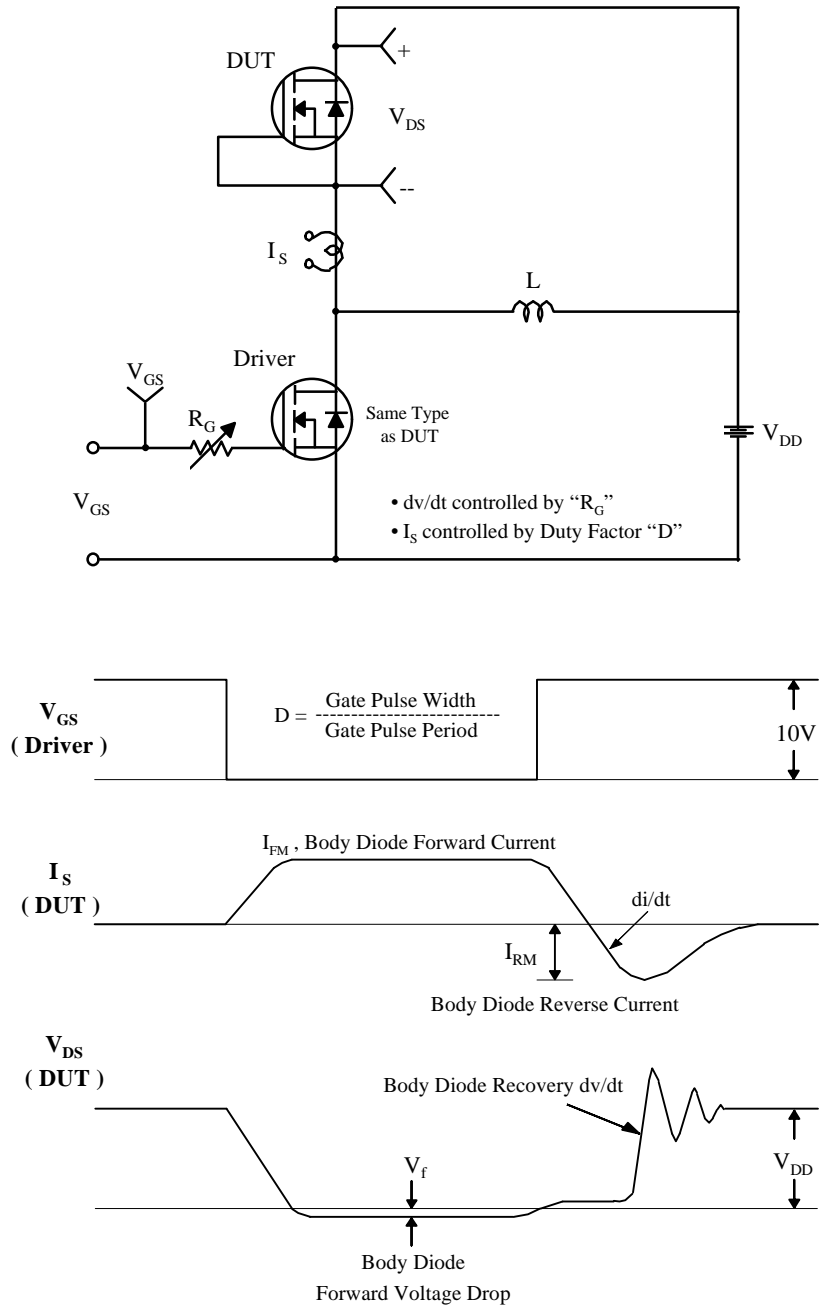 DUT
+
V_DS
--
I_S
L
Driver
V_GS
R_G
Same Type
as DUT
V_DD
V_GS
• dv/dt controlled by “R_G”
• I_S controlled by Duty Factor “D”
V_GS
( Driver )
D = Gate Pulse Width
--------------------------
Gate Pulse Period
10V
I_FM , Body Diode Forward Current
I_S
( DUT )
di/dt
I_RM
Body Diode Reverse Current
V_DS
( DUT )
Body Diode Recovery dv/dt
V_f
V_DD
Body Diode
Forward Voltage Drop